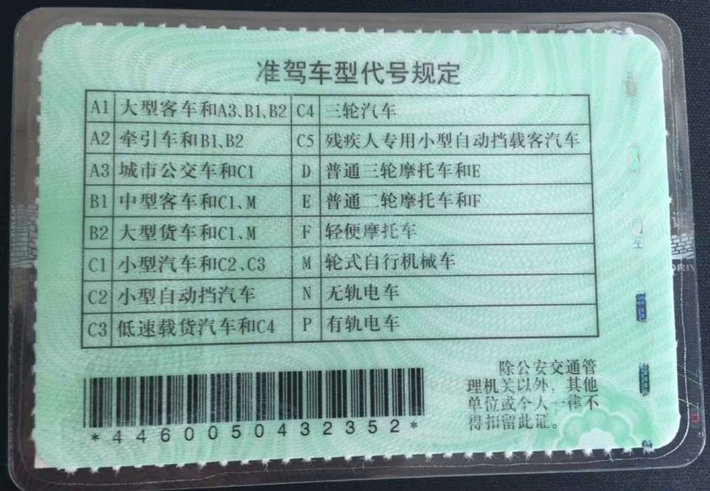 准驾车型代号规定
A1 大型客车和A3、B1、B2 C4 三轮汽车
A2 牵引车和B1、B2 C5 残疾人专用小型自动挡载客汽车
A3 城市公交车和C1 D 普通三轮摩托车和E
B1 中型客车和C1、M E 普通二轮摩托车和F
B2 大型货车和C1、M F 轻便摩托车
C1 小型汽车和C2、C3 M 轮式自行机械车
C2 小型自动挡汽车 N 无轨电车
C3 低速载货汽车和C4 P 有轨电车
除公安交通管
理机关以外，其他
单位或个人一律不
得扣留此证。
*4460050432352*